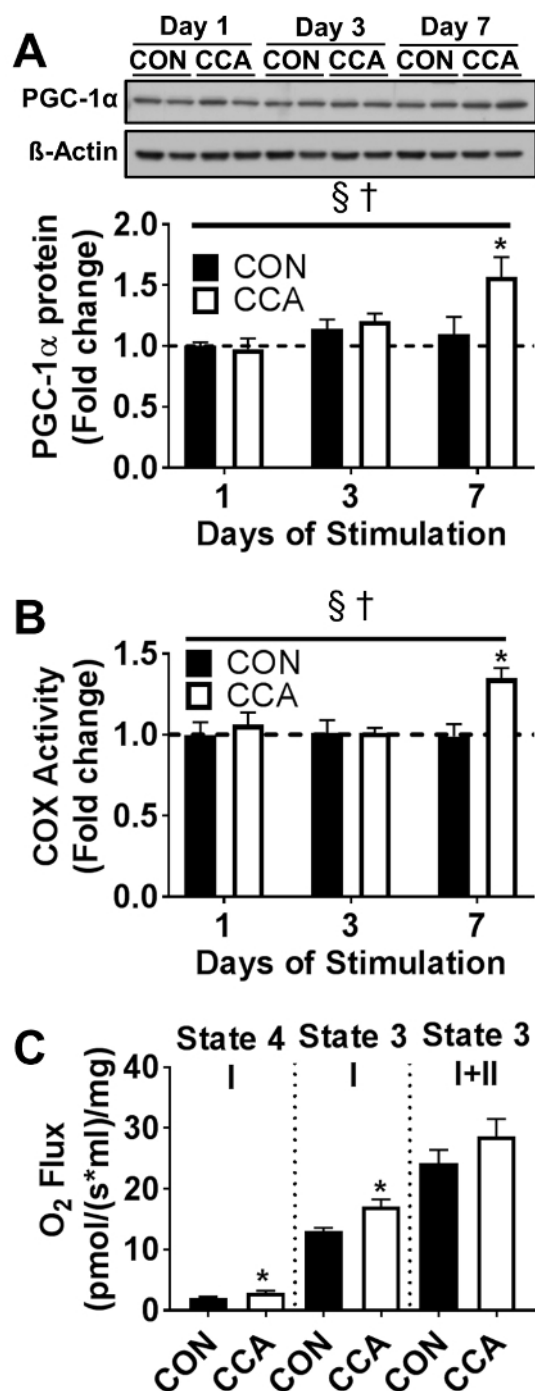 A
Day 1 Day 3 Day 7
CON CCA CON CCA CON CCA
PGC-1α
ß-Actin
§ †
2.0
1.5
1.0
0.5
0.0
PGC-1α protein
(Fold change)
CON
CCA
*
1 3 7
Days of Stimulation
B
§ †
1.5
1.0
0.5
0.0
COX Activity
(Fold change)
CON
CCA
*
1 3 7
Days of Stimulation
C
State 4 State 3 State 3
I I I+II
40
30
20
10
0
O₂ Flux
(pmol/(s*ml)/mg)
* *
CON CCA CON CCA CON CCA